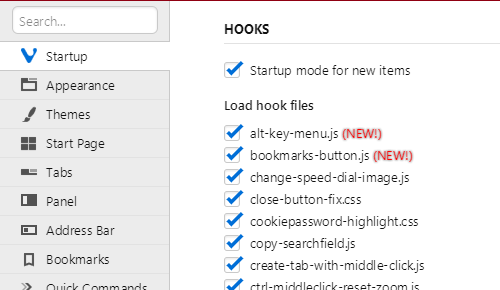 Search...
Startup
Appearance
Themes
Start Page
Tabs
Panel
Address Bar
Bookmarks
Quick Commands
HOOKS
Startup mode for new items
Load hook files
alt-key-menu.js (NEW!)
bookmarks-button.js (NEW!)
change-speed-dial-image.js
close-button-fix.css
cookiepassword-highlight.css
copy-searchfield.js
create-tab-with-middle-click.js
ctrl-middleclick-reset-zoom.js